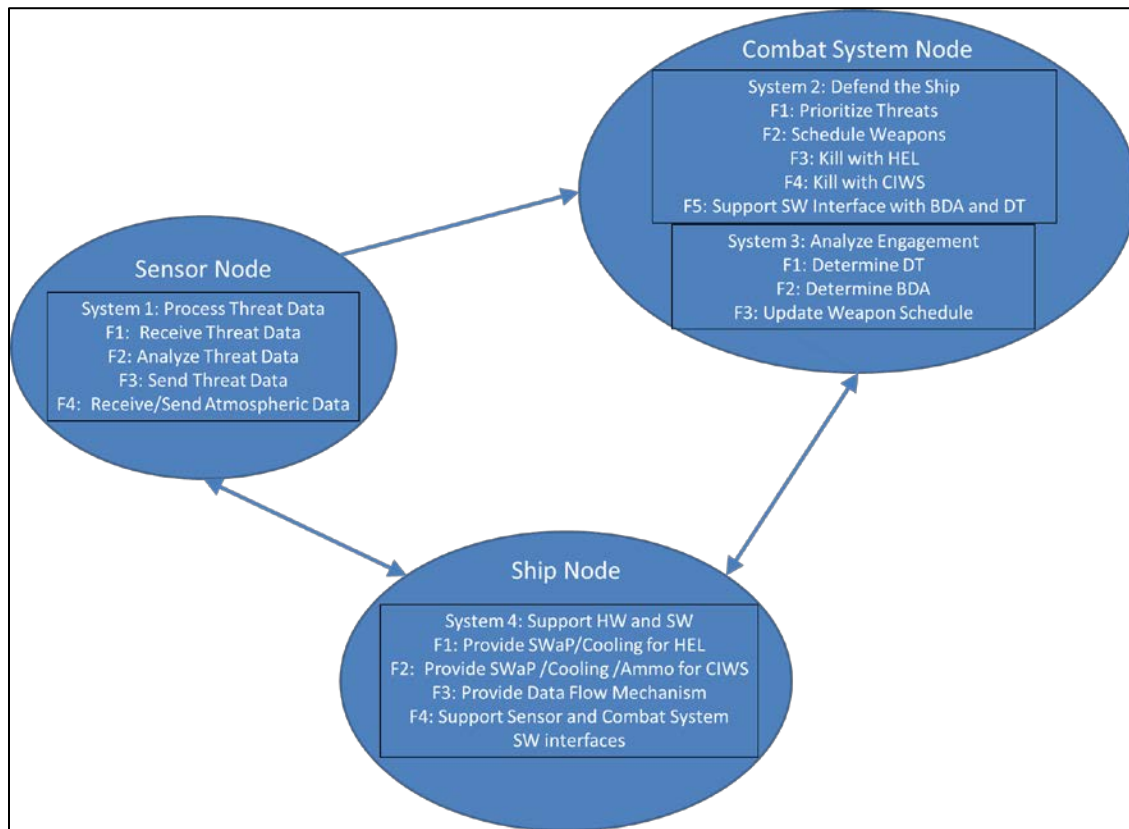 Combat System Node
System 2: Defend the Ship
F1: Prioritize Threats
F2: Schedule Weapons
F3: Kill with HEL
F4: Kill with CIWS
F5: Support SW Interface with BDA and DT
System 3: Analyze Engagement
F1: Determine DT
F2: Determine BDA
F3: Update Weapon Schedule
Sensor Node
System 1: Process Threat Data
F1: Receive Threat Data
F2: Analyze Threat Data
F3: Send Threat Data
F4: Receive/Send Atmospheric Data
Ship Node
System 4: Support HW and SW
F1: Provide SWaP/Cooling for HEL
F2: Provide SWaP /Cooling /Ammo for CIWS
F3: Provide Data Flow Mechanism
F4: Support Sensor and Combat System
SW interfaces